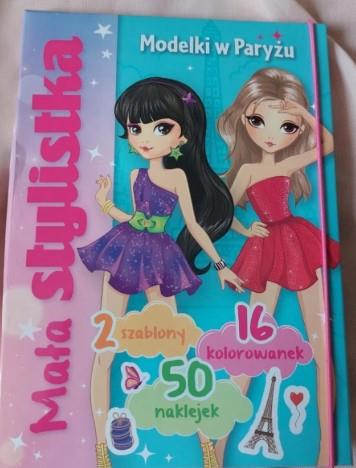 Modelki w Paryżu
Mała stylistka
2 szablony
16 kolorowanek
50 naklejek